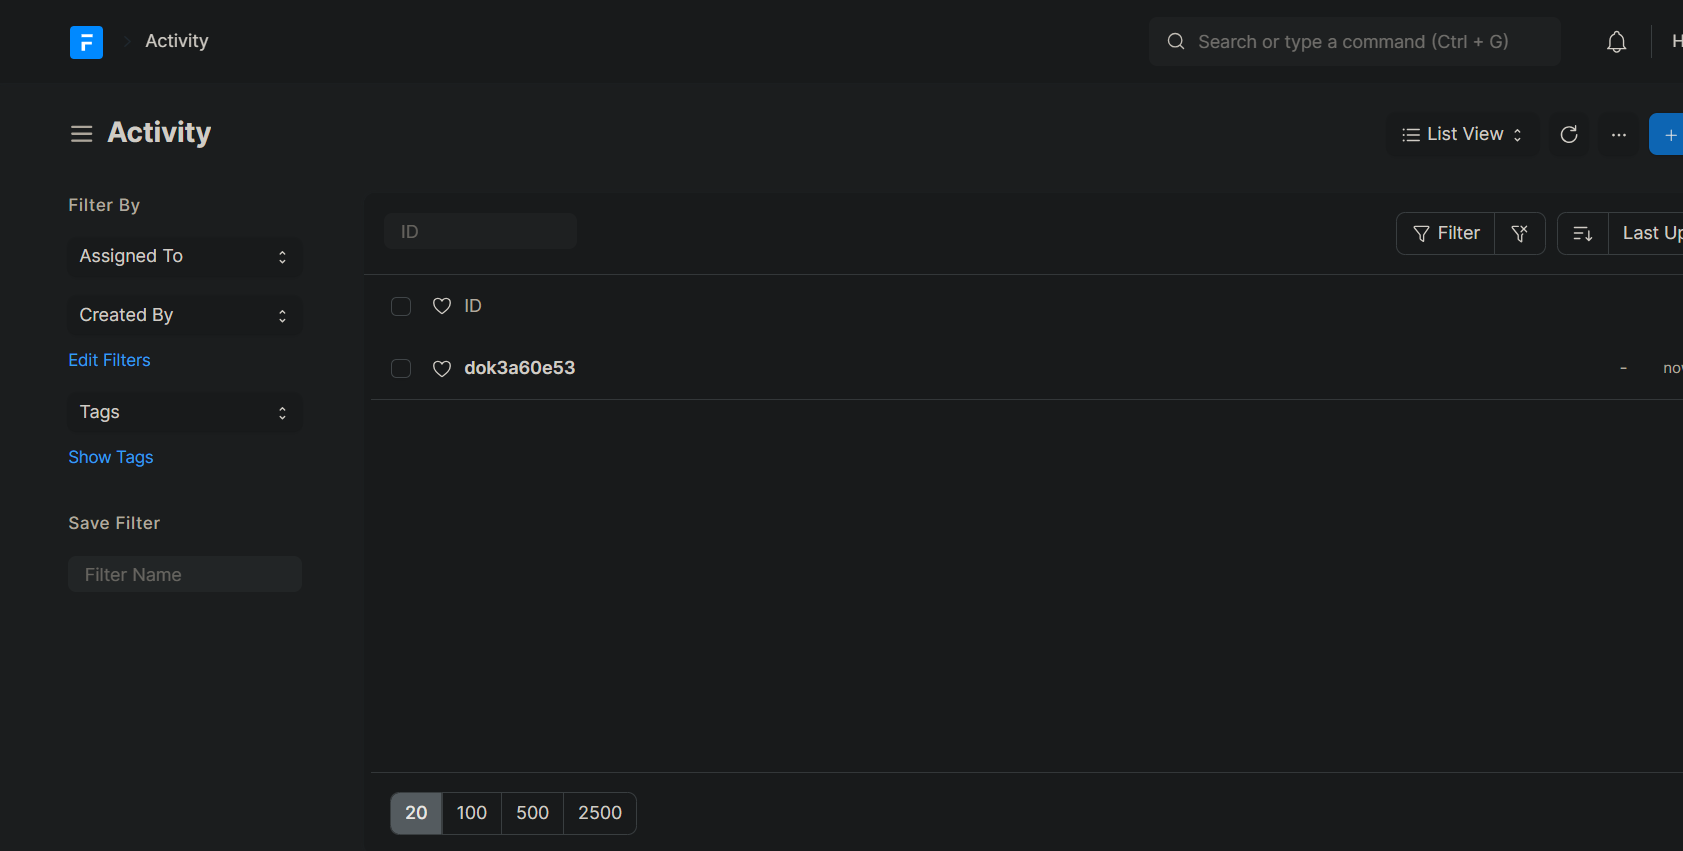 F
Activity
Search or type a command (Ctrl + G)
H
Activity
List View
Filter By
ID
Filter
Last Up
Assigned To
Created By
ID
Edit Filters
dok3a60e53
-
now
Tags
Show Tags
Save Filter
Filter Name
20
100
500
2500